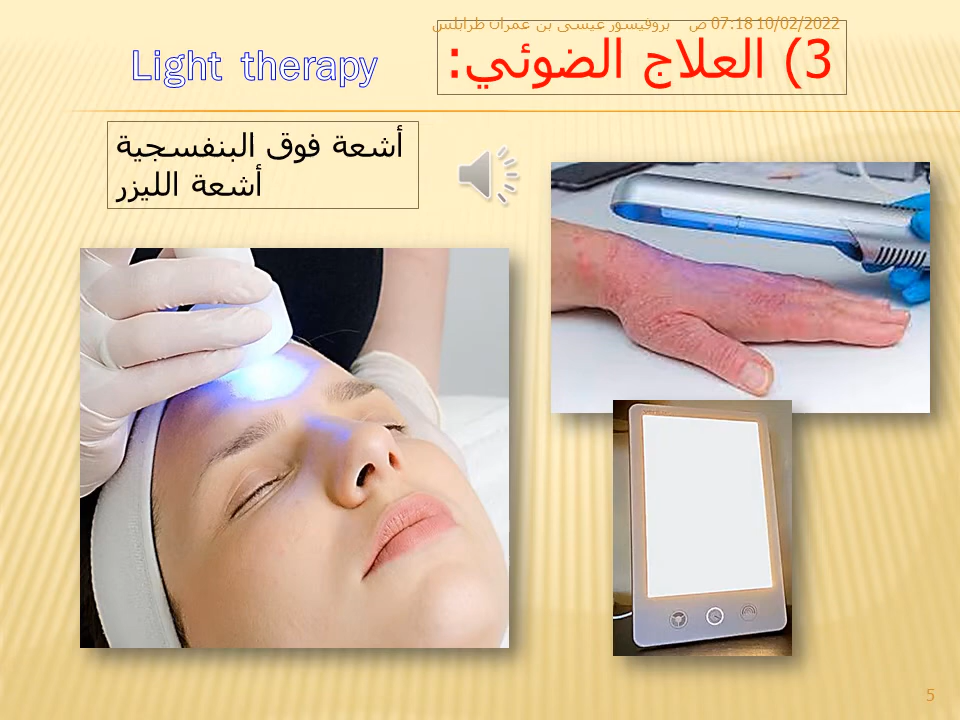 10/02/2022 07:18 ص بروفيسور عيسى بن عمران طرابلس
3) العلاج الضوئي:
Light therapy
أشعة فوق البنفسجية
أشعة الليزر
5